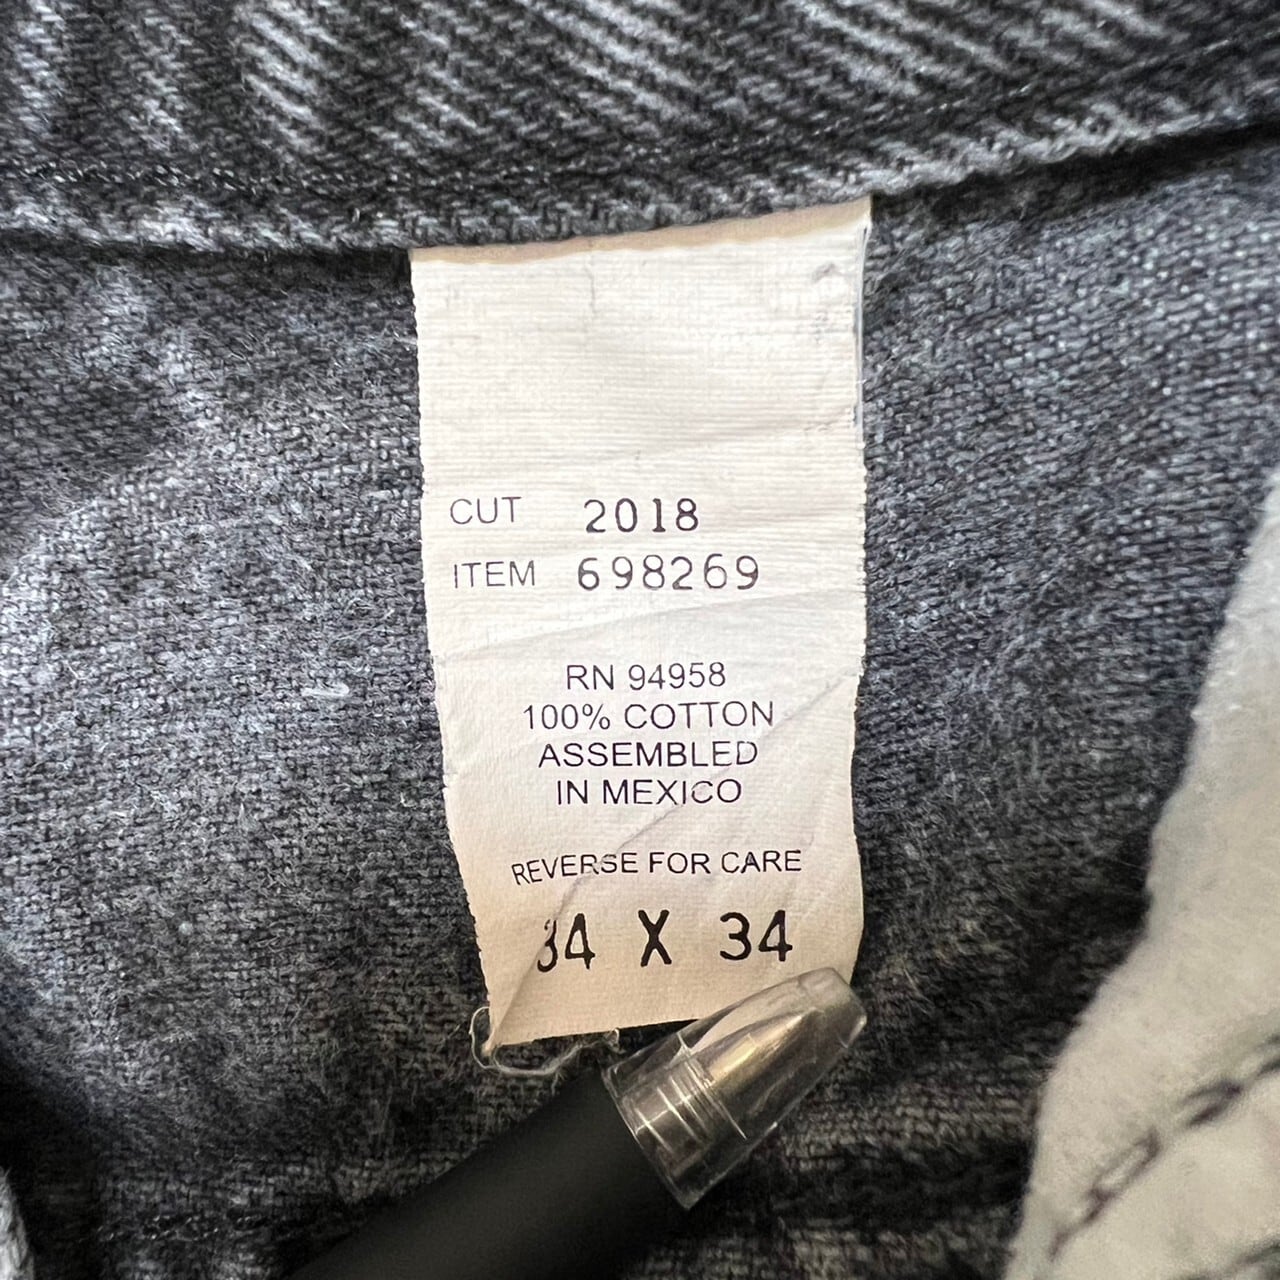 CUT 2018
ITEM 698269
RN 94958
100% COTTON
ASSEMBLED
IN MEXICO
REVERSE FOR CARE
34 X 34